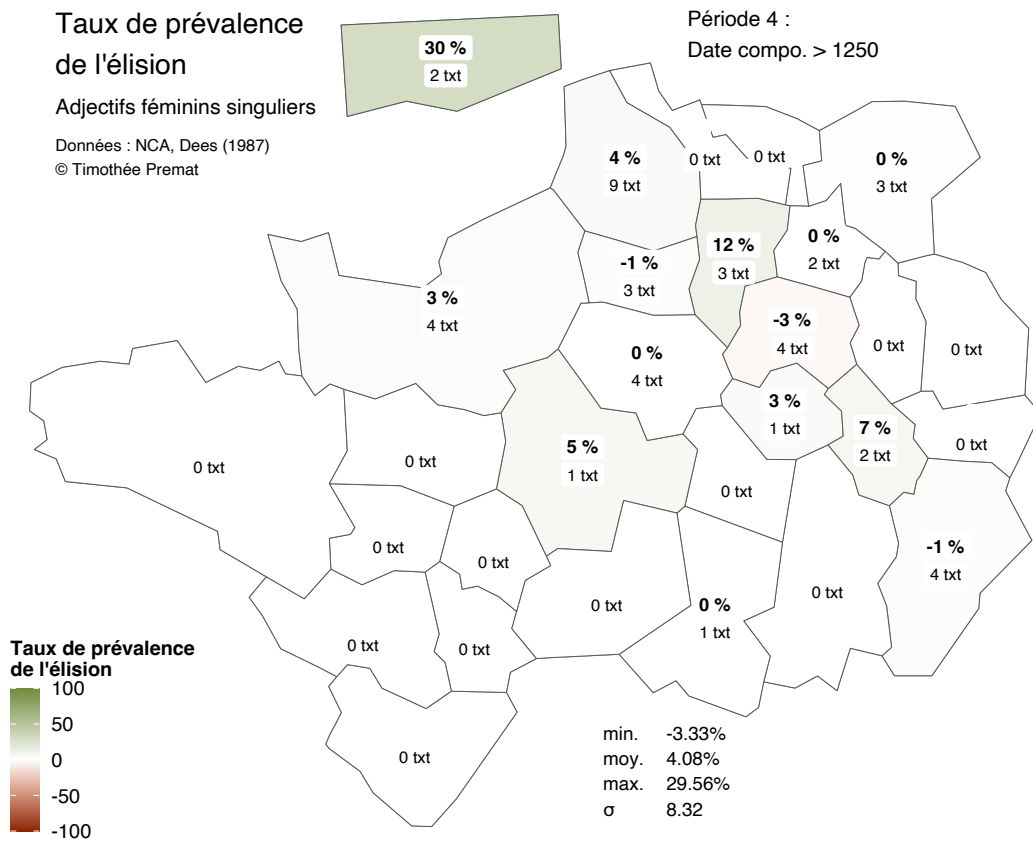 Taux de prévalence
de l'élision
Adjectifs féminins singuliers
Données : NCA, Dees (1987)
© Timothée Premat
Période 4 :
Date compo. > 1250
30 %
2 txt
4 %
9 txt
0 txt
0 txt
0 %
3 txt
12 %
3 txt
0 %
2 txt
-1 %
3 txt
3 %
4 txt
-3 %
4 txt
0 txt
0 txt
0 %
4 txt
3 %
1 txt
7 %
2 txt
0 txt
5 %
1 txt
0 txt
0 txt
0 txt
0 txt
0 txt
-1 %
4 txt
0 txt
0 txt
0 %
1 txt
0 txt
0 txt
0 txt
0 txt
Taux de prévalence
de l'élision
100
50
0
-50
-100
min. -3.33%
moy. 4.08%
max. 29.56%
σ 8.32